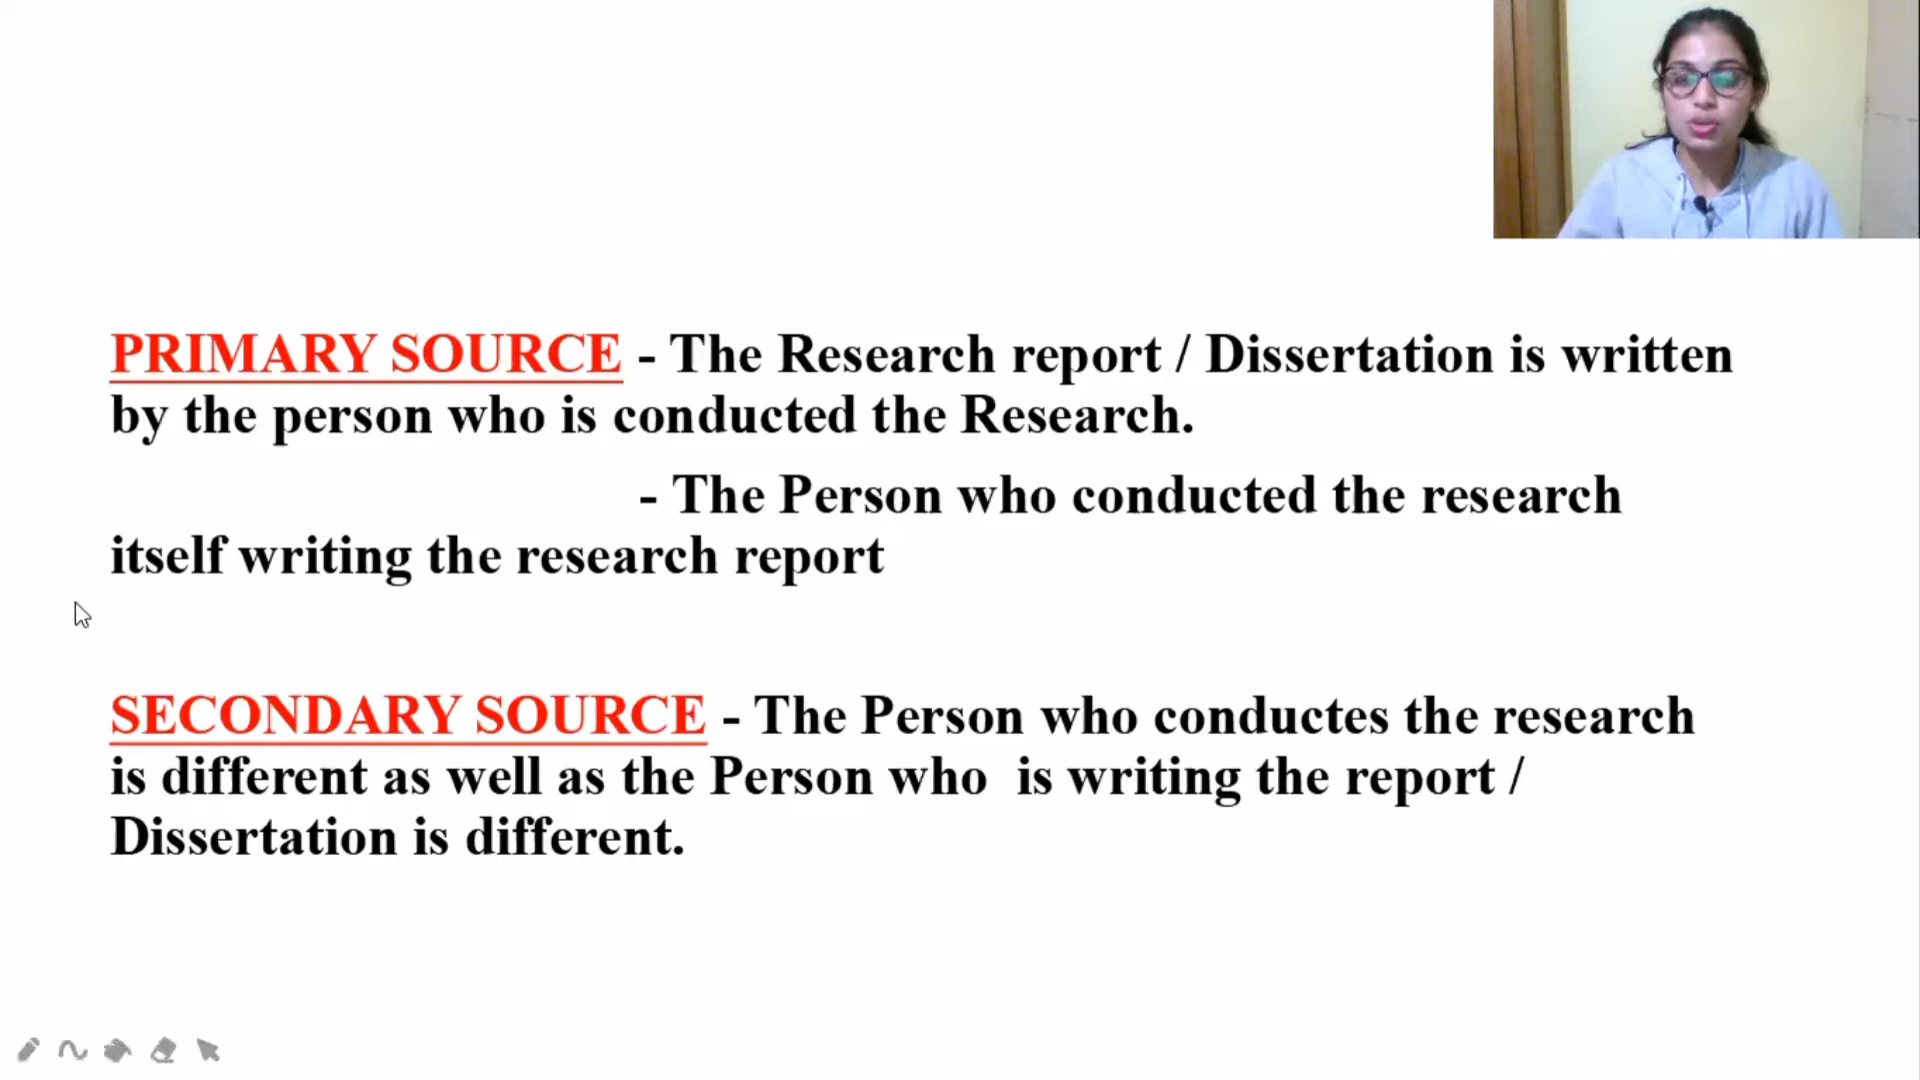 PRIMARY SOURCE - The Research report / Dissertation is written
by the person who is conducted the Research.
- The Person who conducted the research
itself writing the research report
SECONDARY SOURCE - The Person who conductes the research
is different as well as the Person who is writing the report /
Dissertation is different.